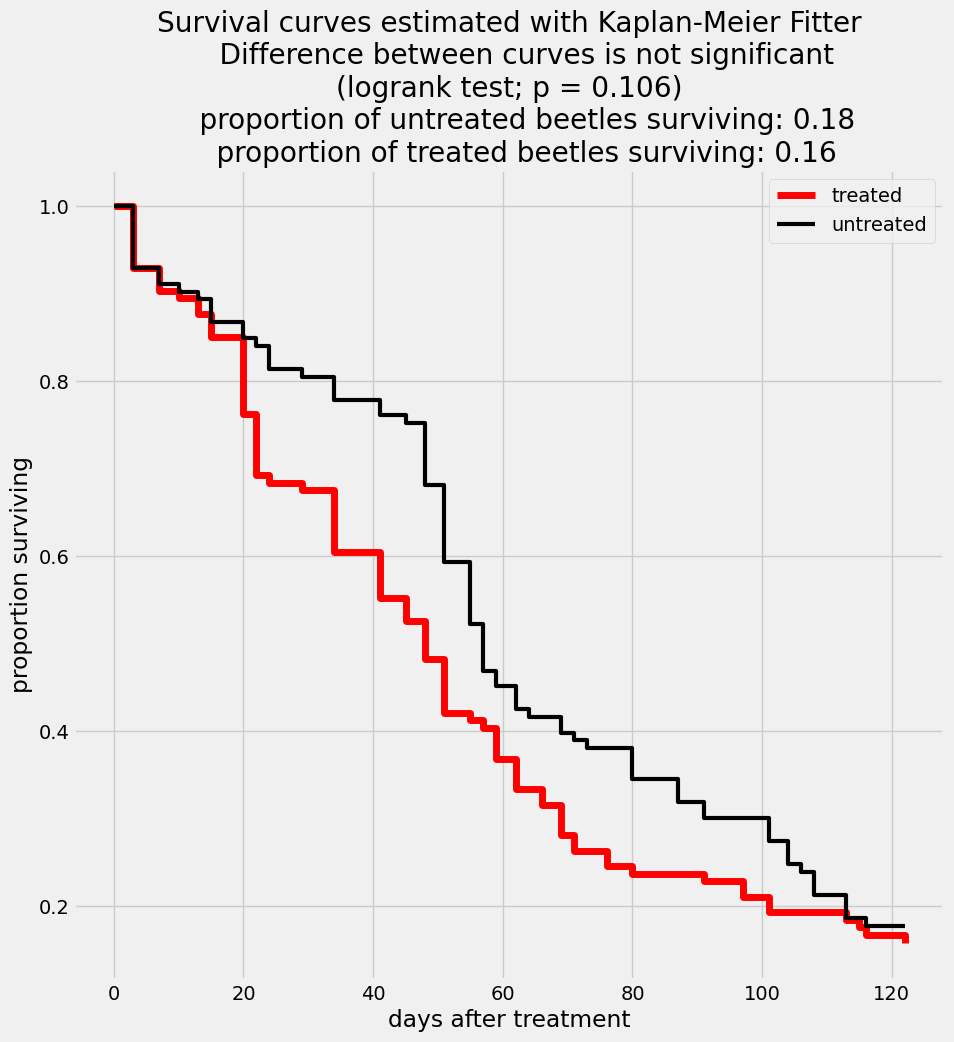 Survival curves estimated with Kaplan-Meier Fitter
Difference between curves is not significant
(logrank test; p = 0.106)
proportion of untreated beetles surviving: 0.18
proportion of treated beetles surviving: 0.16
treated
untreated
1.0
0.8
0.6
0.4
0.2
proportion surviving
0 20 40 60 80 100 120
days after treatment